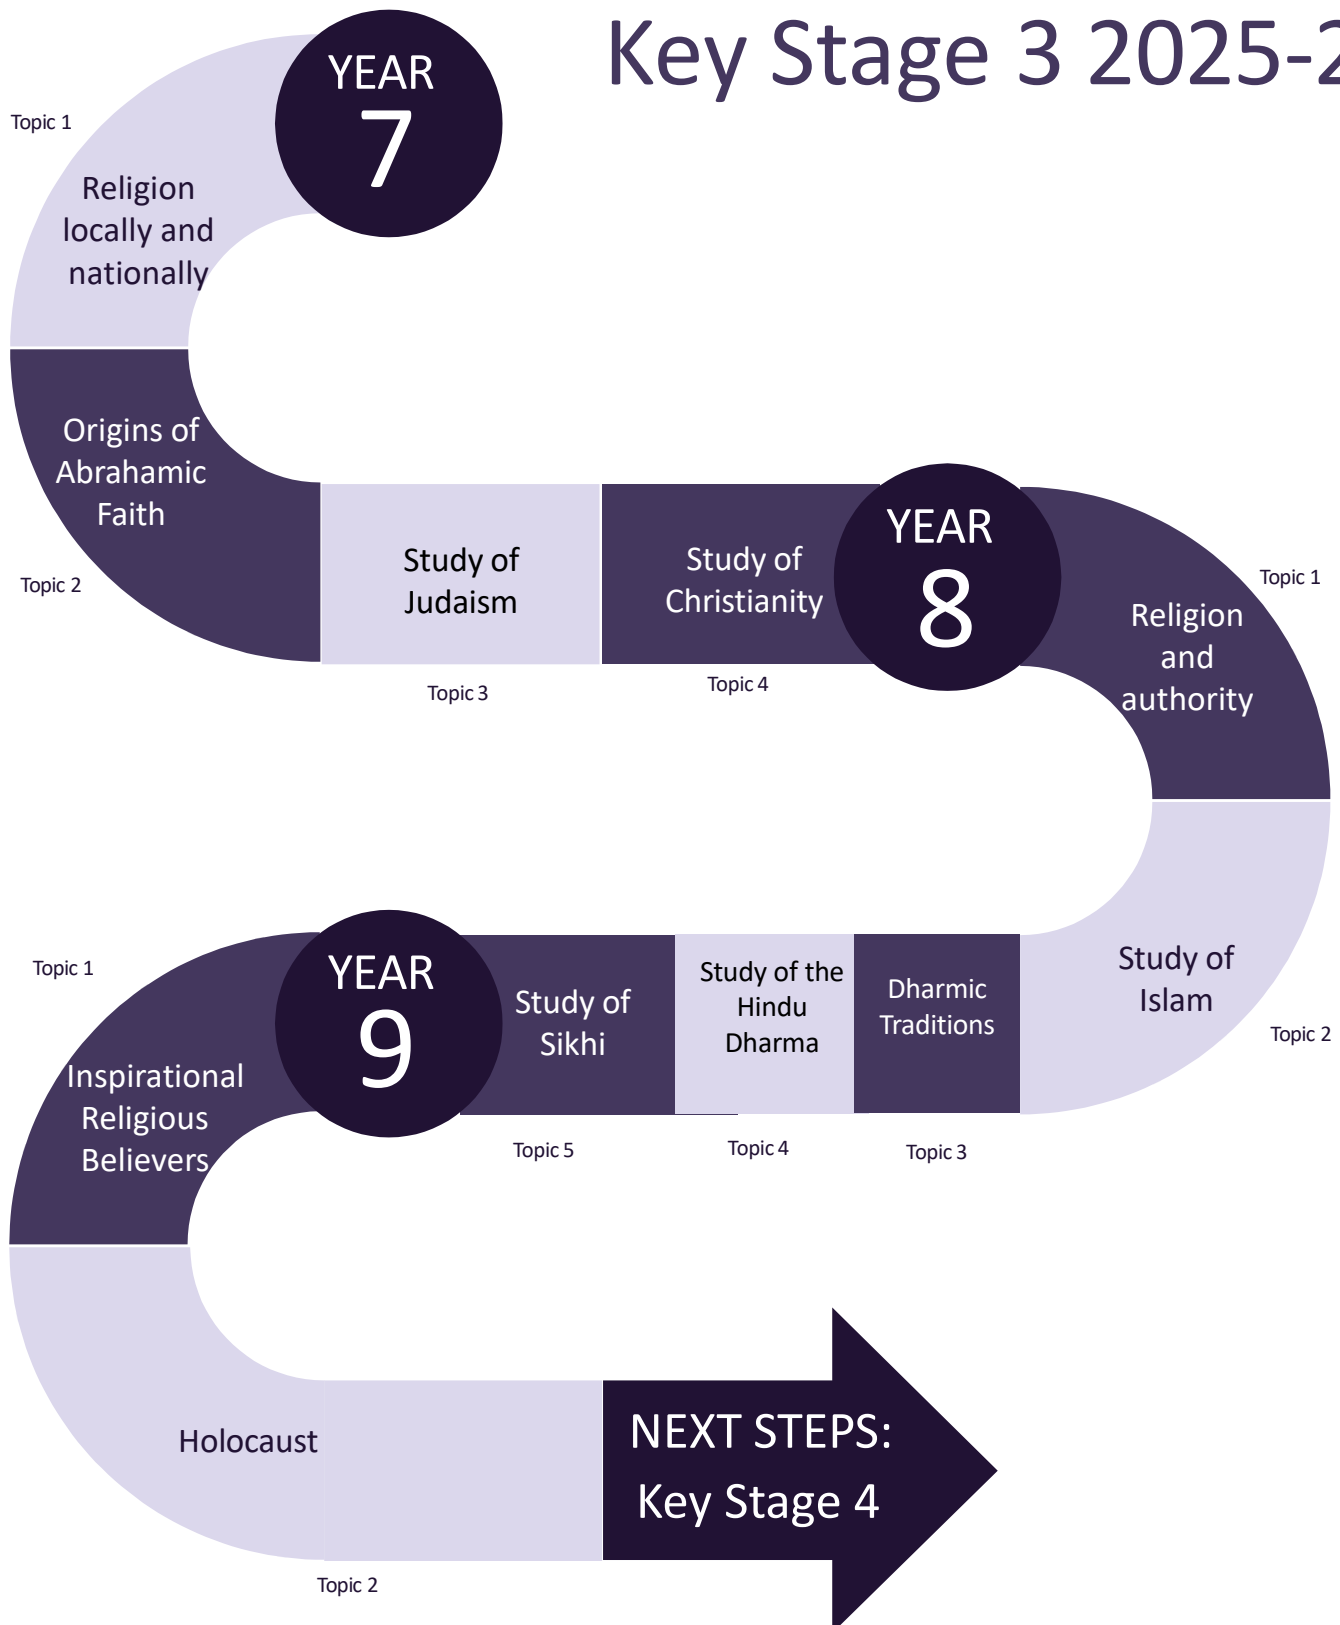 Key Stage 3 2025-2
YEAR
7
Topic 1
Religion
locally and
nationally
Origins of
Abrahamic
Faith
Topic 2
Study of
Judaism
Topic 3
Study of
Christianity
Topic 4
YEAR
8
Topic 1
Religion
and
authority
Study of
Islam
Topic 2
Dharmic
Traditions
Topic 3
Study of the
Hindu
Dharma
Topic 4
Study of
Sikhi
Topic 5
YEAR
9
Topic 1
Inspirational
Religious
Believers
Holocaust
Topic 2
NEXT STEPS:
Key Stage 4